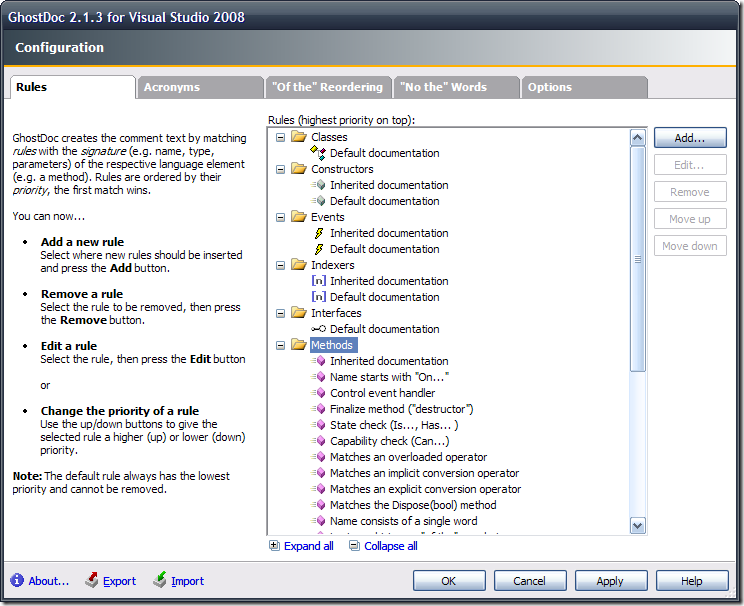 GhostDoc 2.1.3 for Visual Studio 2008
Configuration
Rules
Acronyms
"Of the" Reordering
"No the" Words
Options
GhostDoc creates the comment text by matching
rules with the signature (e.g. name, type,
parameters) of the respective language element
(e.g. a method). Rules are ordered by their
priority, the first match wins.
You can now...
• Add a new rule
Select where new rules should be inserted
and press the Add button.
• Remove a rule
Select the rule to be removed, then press
the Remove button.
• Edit a rule
Select the rule, then press the Edit button
or
• Change the priority of a rule
Use the up/down buttons to give the
selected rule a higher (up) or lower (down)
priority.
Note: The default rule always has the lowest
priority and cannot be removed.
Rules (highest priority on top):
Classes
Default documentation
Constructors
Inherited documentation
Default documentation
Events
Inherited documentation
Default documentation
Indexers
[n] Inherited documentation
[n] Default documentation
Interfaces
Default documentation
Methods
Inherited documentation
Name starts with "On..."
Control event handler
Finalize method ("destructor")
State check (Is..., Has... )
Capability check (Can...)
Matches an overloaded operator
Matches an implicit conversion operator
Matches an explicit conversion operator
Matches the Dispose(bool) method
Name consists of a single word
Expand all
Collapse all
Add...
Edit...
Remove
Move up
Move down
About...
Export
Import
OK
Cancel
Apply
Help